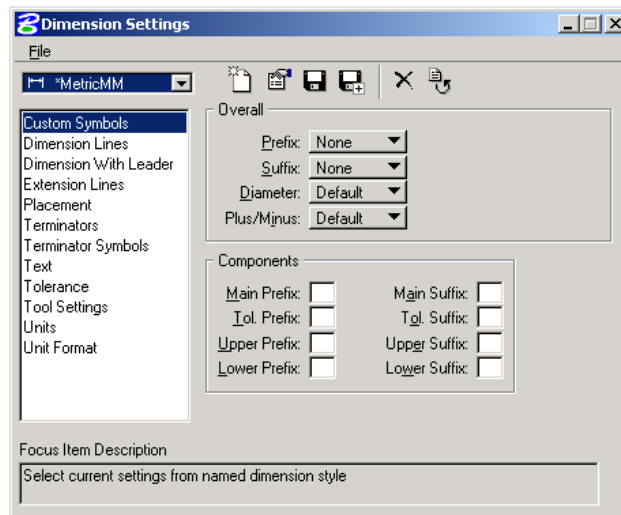 Dimension Settings
File
*MetricMM
Custom Symbols
Dimension Lines
Dimension With Leader
Extension Lines
Placement
Terminators
Terminator Symbols
Text
Tolerance
Tool Settings
Units
Unit Format
Overall
Prefix: None
Suffix: None
Diameter: Default
Plus/Minus: Default
Components
Main Prefix: Main Suffix:
Tol. Prefix: Tol. Suffix:
Upper Prefix: Upper Suffix:
Lower Prefix: Lower Suffix:
Focus Item Description
Select current settings from named dimension style